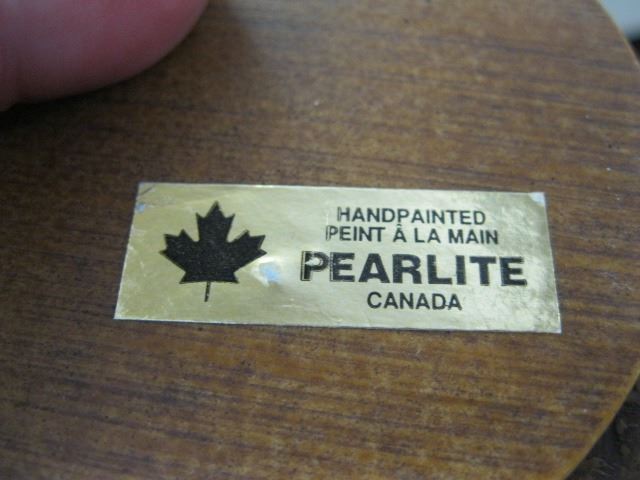 HANDPAINTED
PEINT À LA MAIN
PEARLITE
CANADA